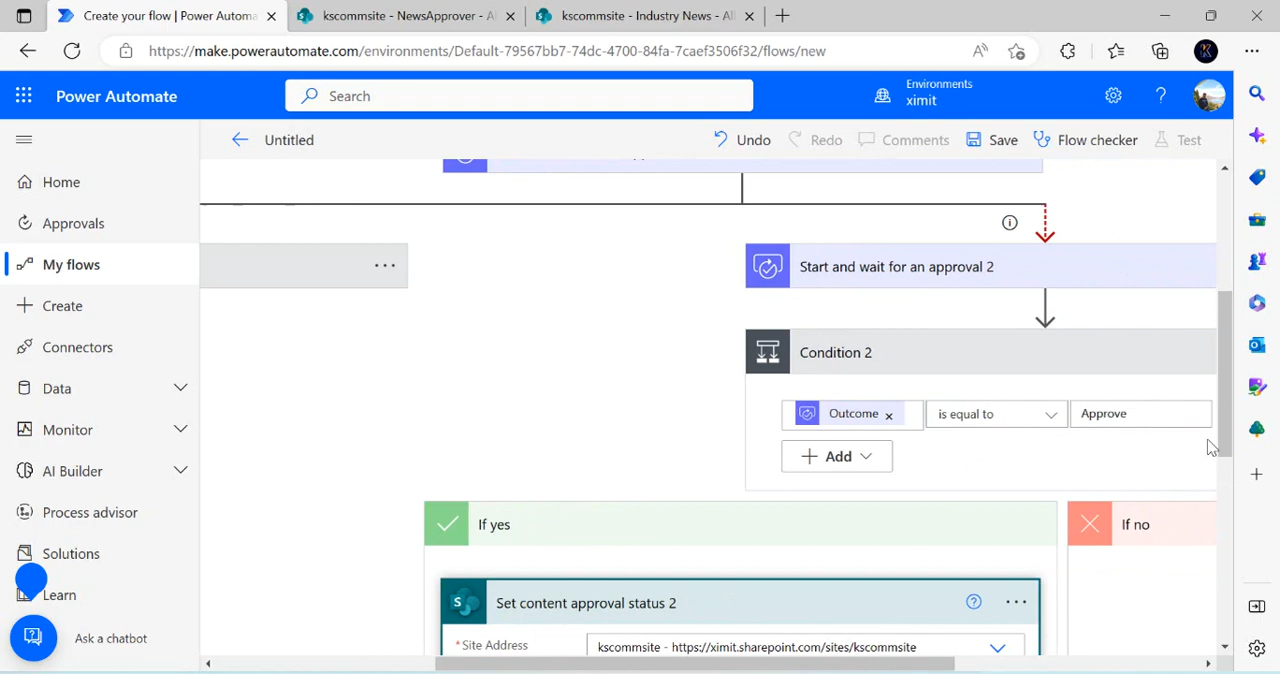 Create your flow | Power Automa
kscommsite - NewsApprover - Al
kscommsite - Industry News - All
https://make.powerautomate.com/environments/Default-79567bb7-74dc-4700-84fa-7caef3506f32/flows/new
Power Automate
Search
Environments
ximit
Untitled
Undo
Redo
Comments
Save
Flow checker
Test
Home
Approvals
My flows
Create
Connectors
Data
Monitor
AI Builder
Process advisor
Solutions
Learn
Ask a chatbot
Start and wait for an approval 2
Condition 2
Outcome
is equal to
Approve
Add
If yes
If no
S
Set content approval status 2
* Site Address
kscommsite - https://ximit.sharepoint.com/sites/kscommsite